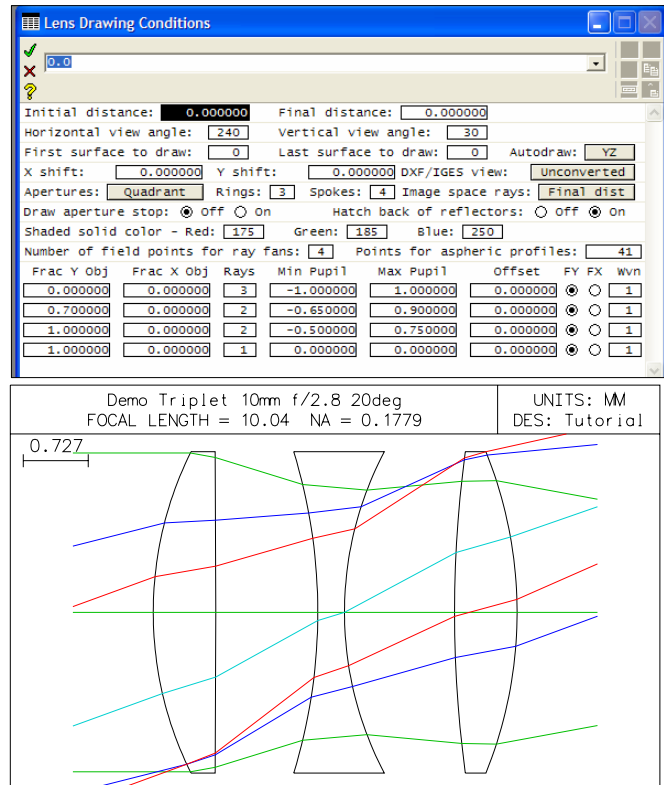 Lens Drawing Conditions
0.0
Initial distance: 0.000000 Final distance: 0.000000
Horizontal view angle: 240 Vertical view angle: 30
First surface to draw: 0 Last surface to draw: 0 Autodraw: YZ
X shift: 0.000000 Y shift: 0.000000 DXF/IGES view: Unconverted
Apertures: Quadrant Rings: 3 Spokes: 4 Image space rays: Final dist
Draw aperture stop: Off On Hatch back of reflectors: Off On
Shaded solid color - Red: 175 Green: 185 Blue: 250
Number of field points for ray fans: 4 Points for aspheric profiles: 41
Frac Y Obj Frac X Obj Rays Min Pupil Max Pupil Offset FY FX Wvn
0.000000 0.000000 3 -1.000000 1.000000 0.000000 1
0.700000 0.000000 2 -0.650000 0.900000 0.000000 1
1.000000 0.000000 2 -0.500000 0.750000 0.000000 1
1.000000 0.000000 1 0.000000 0.000000 0.000000 1
Demo Triplet 10mm f/2.8 20deg
FOCAL LENGTH = 10.04 NA = 0.1779
UNITS: MM
DES: Tutorial
0.727